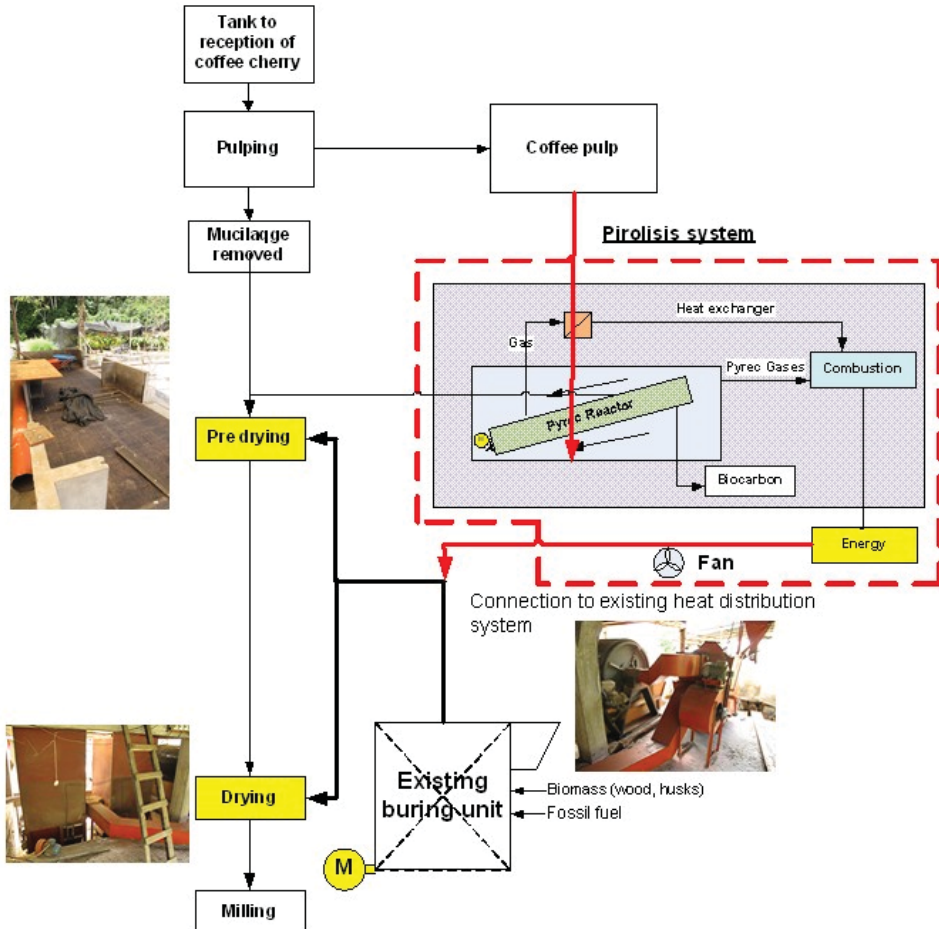 Tank to
reception of
coffee cherry
Pulping
Coffee pulp
Mucilaqge
removed
Pirolisis system
Heat exchanger
Gas
Pyrec Gases
Combustion
Pyrec Reactor
M
Pre drying
Biocarbon
Energy
Fan
Connection to existing heat distribution
system
Existing
buring unit
Biomass (wood, husks)
Fossil fuel
Drying
M
Milling